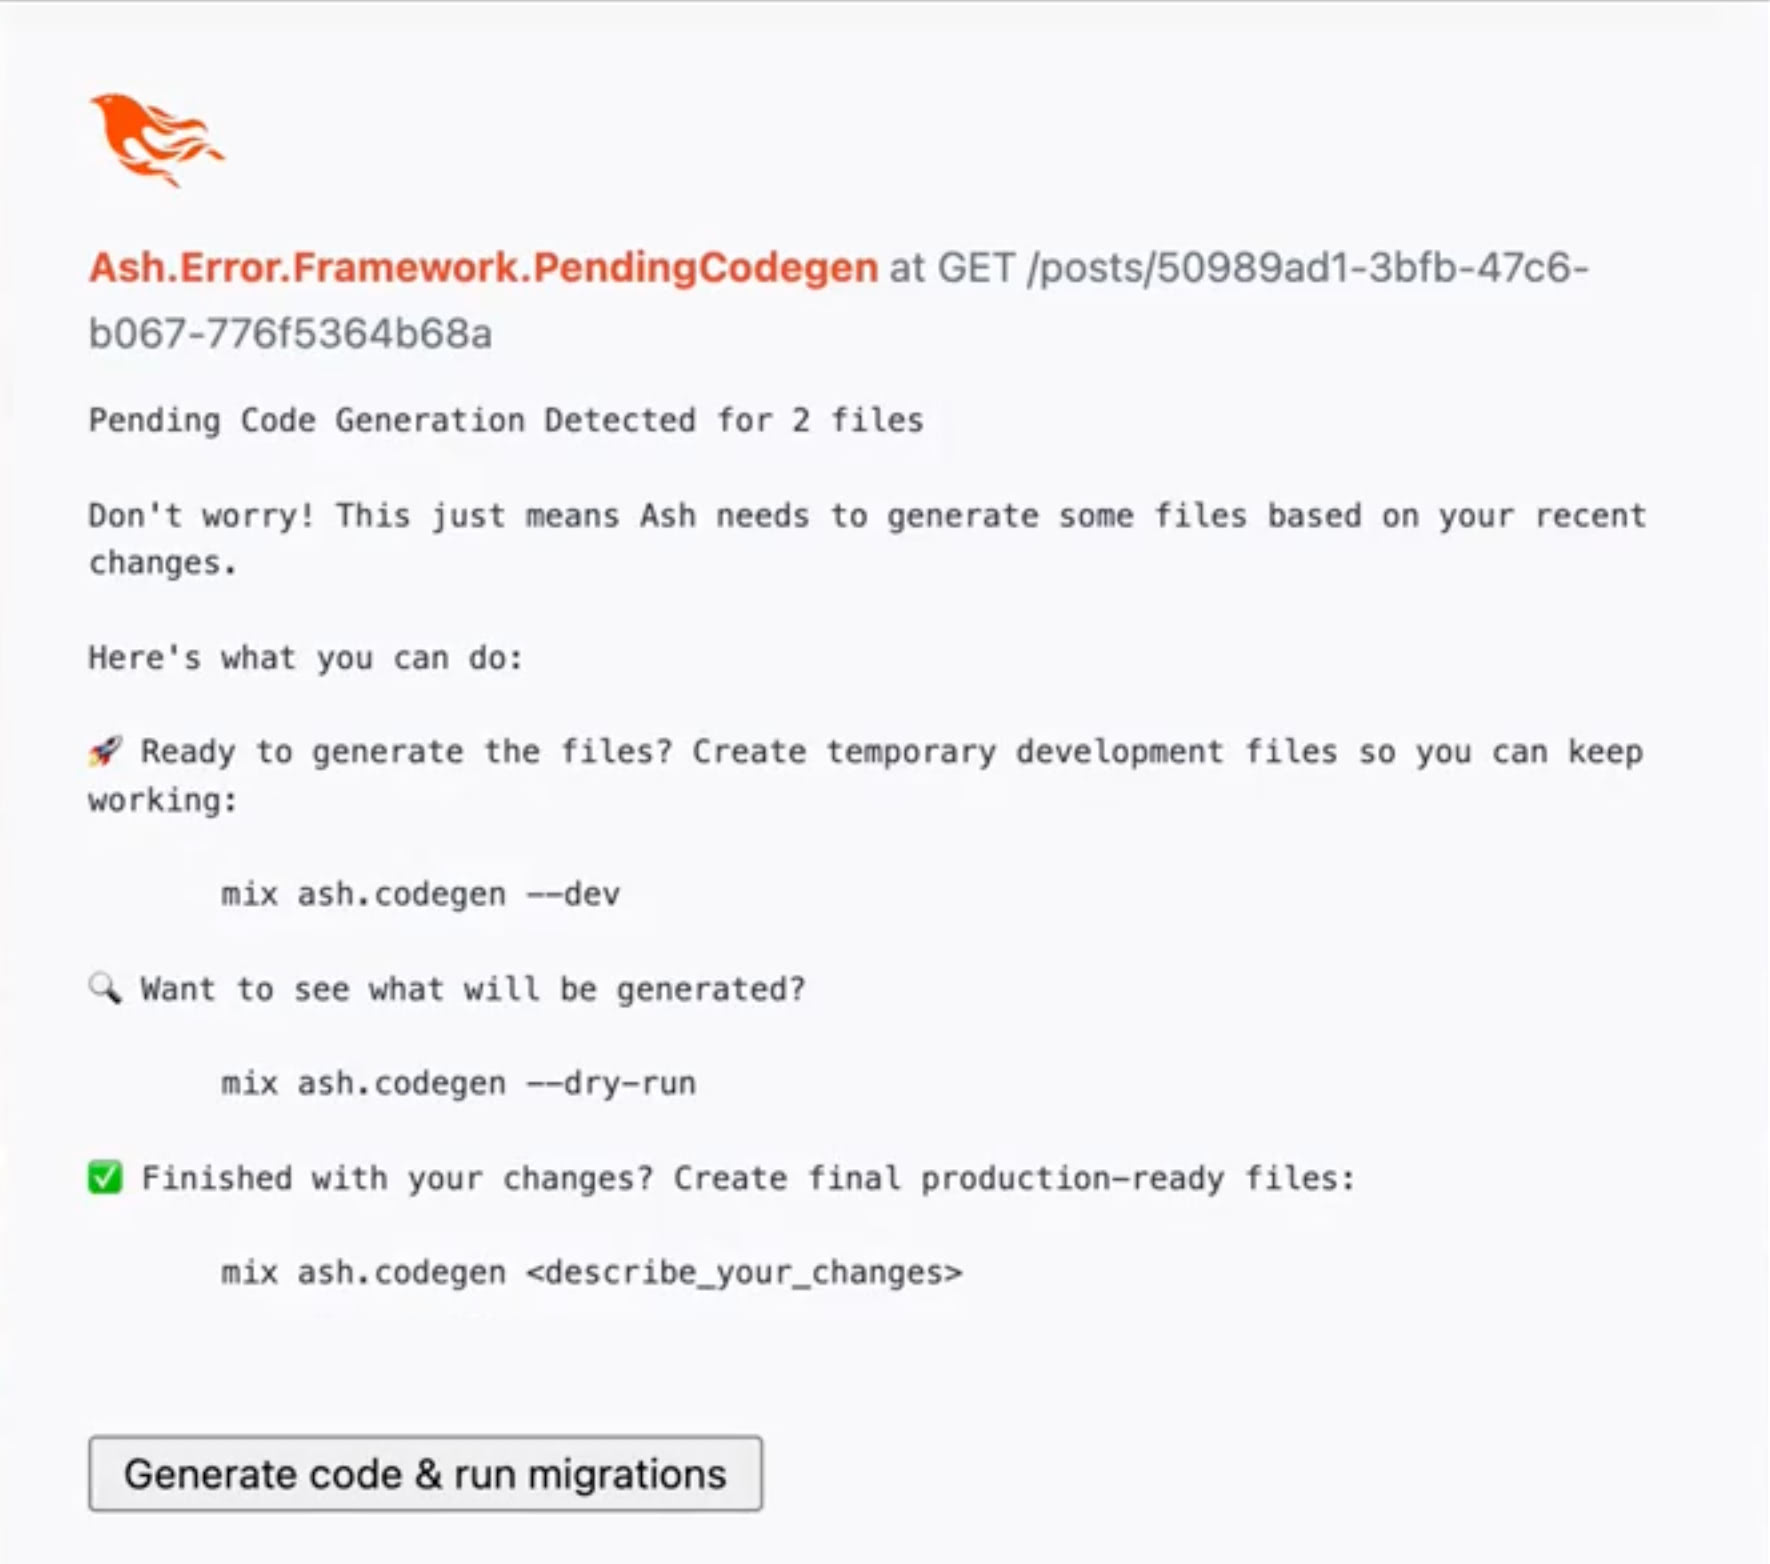 Ash.Error.Framework.PendingCodegen at GET /posts/50989ad1-3bfb-47c6-
b067-776f5364b68a
Pending Code Generation Detected for 2 files
Don't worry! This just means Ash needs to generate some files based on your recent
changes.
Here's what you can do:
🚀 Ready to generate the files? Create temporary development files so you can keep
working:
mix ash.codegen --dev
🔍 Want to see what will be generated?
mix ash.codegen --dry-run
✅ Finished with your changes? Create final production-ready files:
mix ash.codegen <describe_your_changes>
Generate code & run migrations